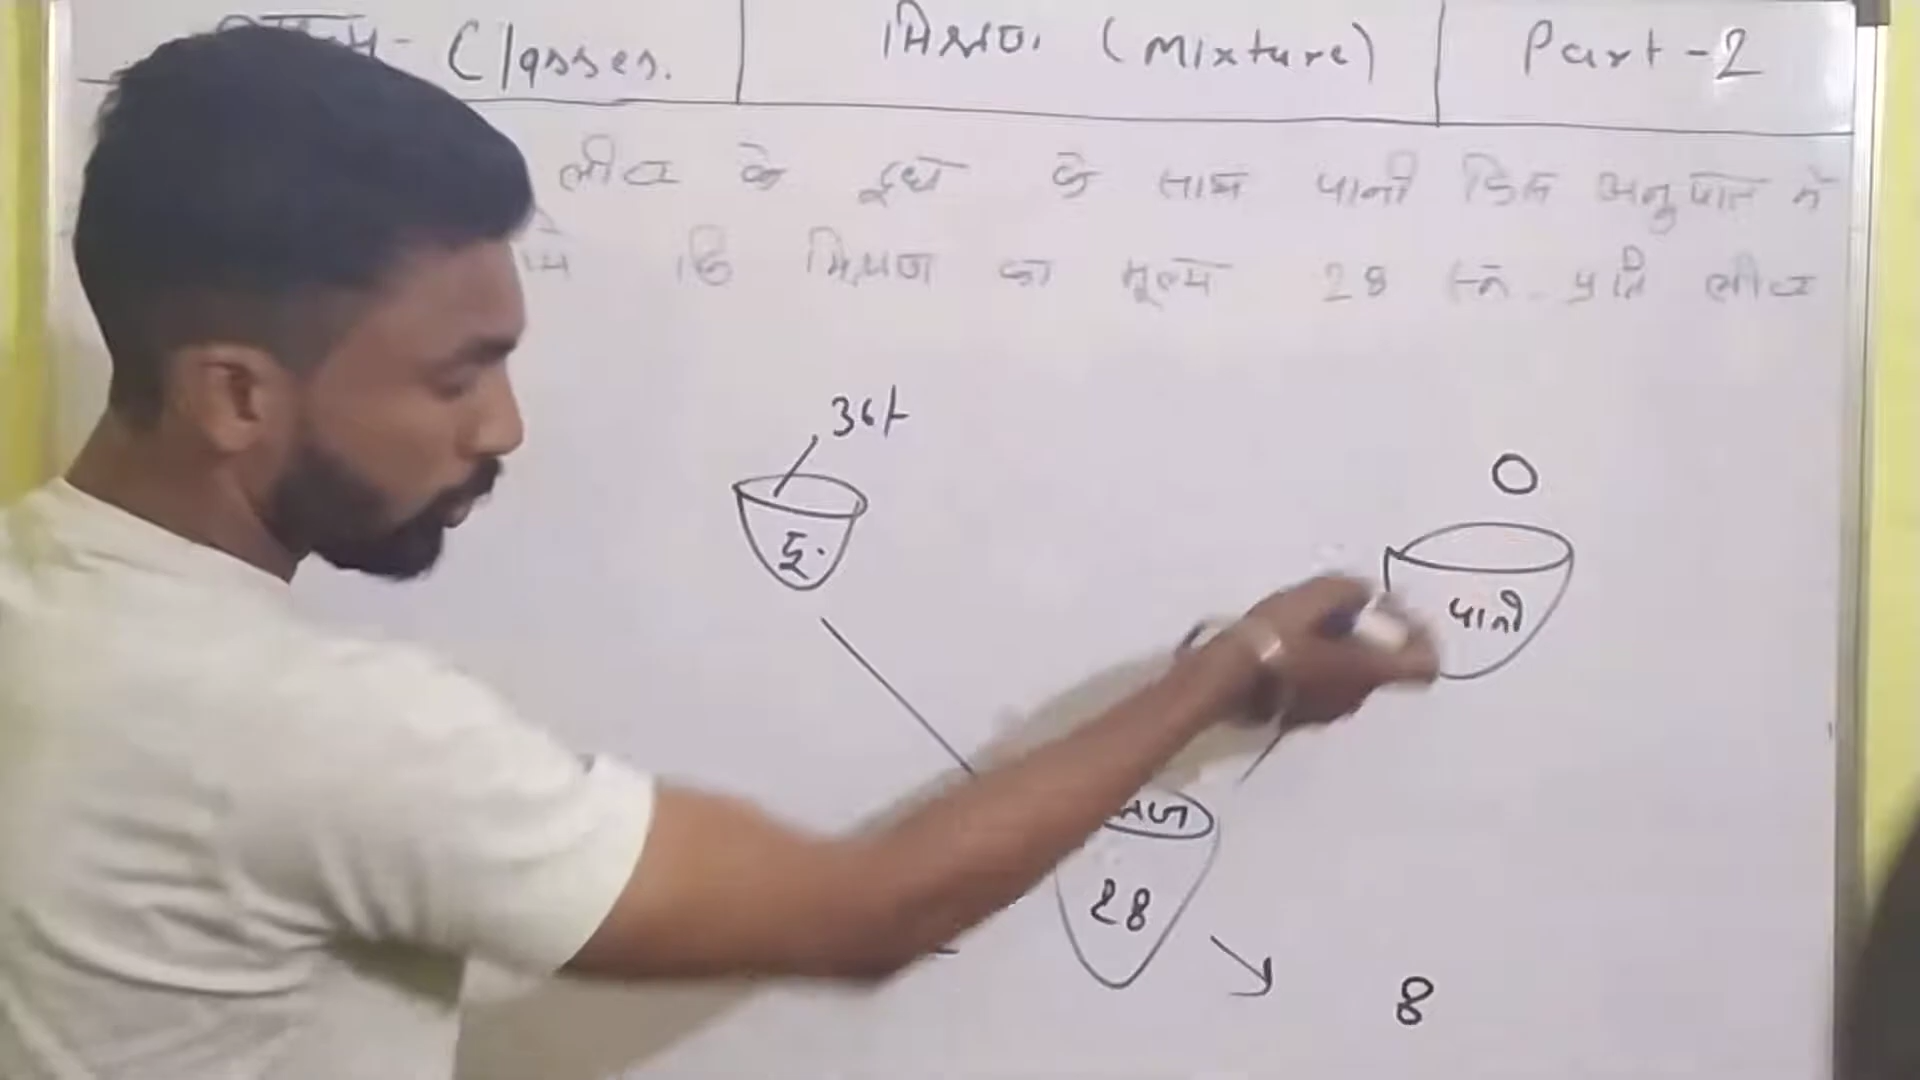 Classes. मिश्रण (Mixture) Part-2
लीटर के दूध के साथ पानी किस अनुपात में
कि मिश्रण का मूल्य 28 रू. प्रति लीटर
36/-
0
दू.
पानी
28
8